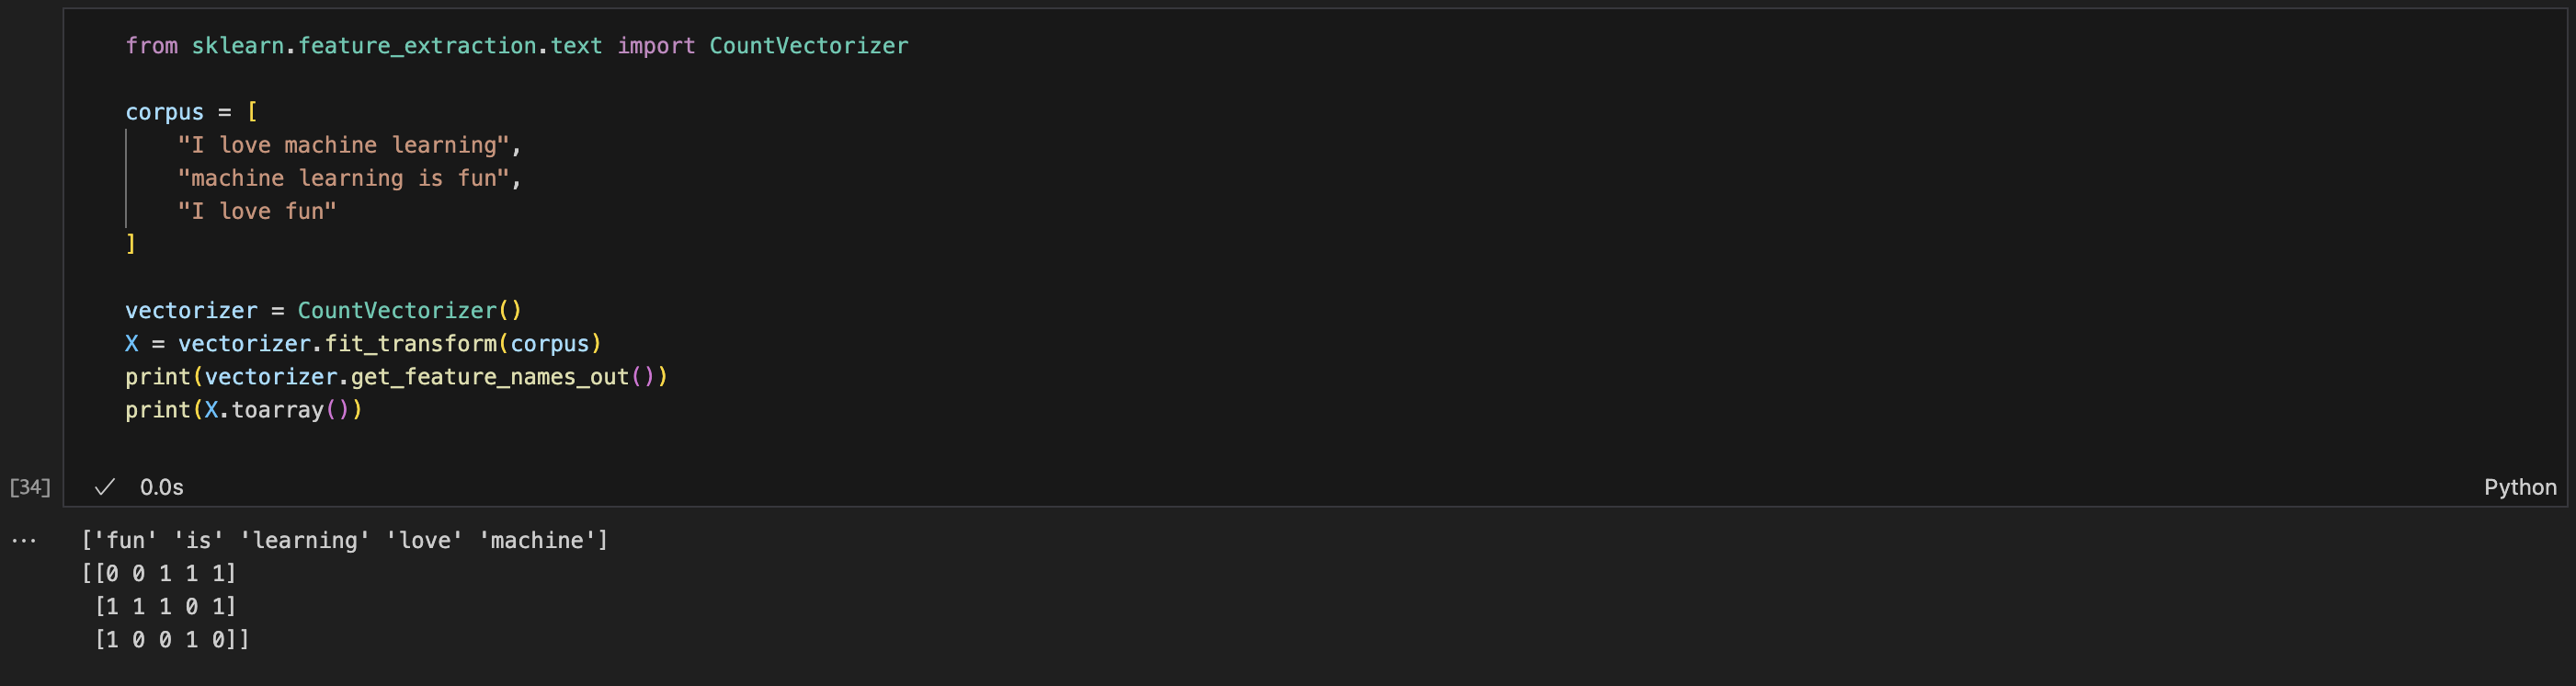 from sklearn.feature_extraction.text import CountVectorizer
corpus = [
    "I love machine learning",
    "machine learning is fun",
    "I love fun"
]
vectorizer = CountVectorizer()
X = vectorizer.fit_transform(corpus)
print(vectorizer.get_feature_names_out())
print(X.toarray())
[34] ✓ 0.0s Python
... ['fun' 'is' 'learning' 'love' 'machine']
[[0 0 1 1 1]
 [1 1 1 0 1]
 [1 0 0 1 0]]